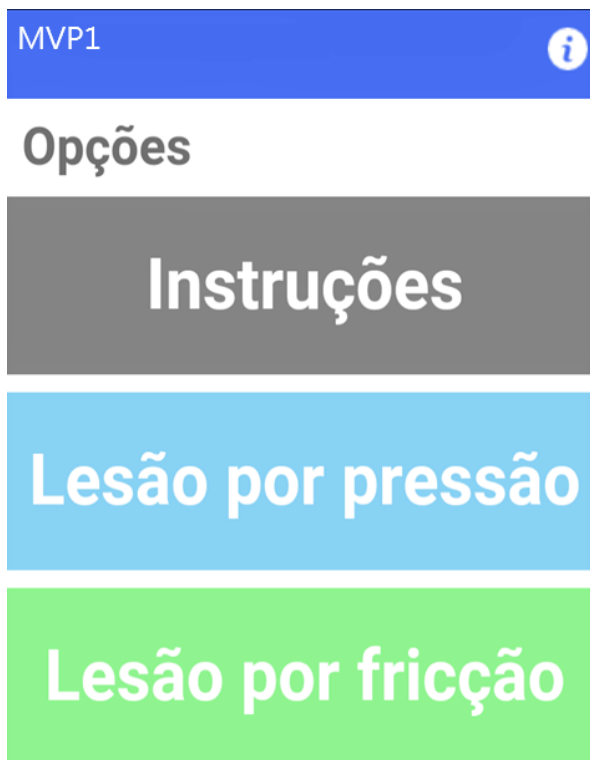 MVP1
i
Opções
Instruções
Lesão por pressão
Lesão por fricção